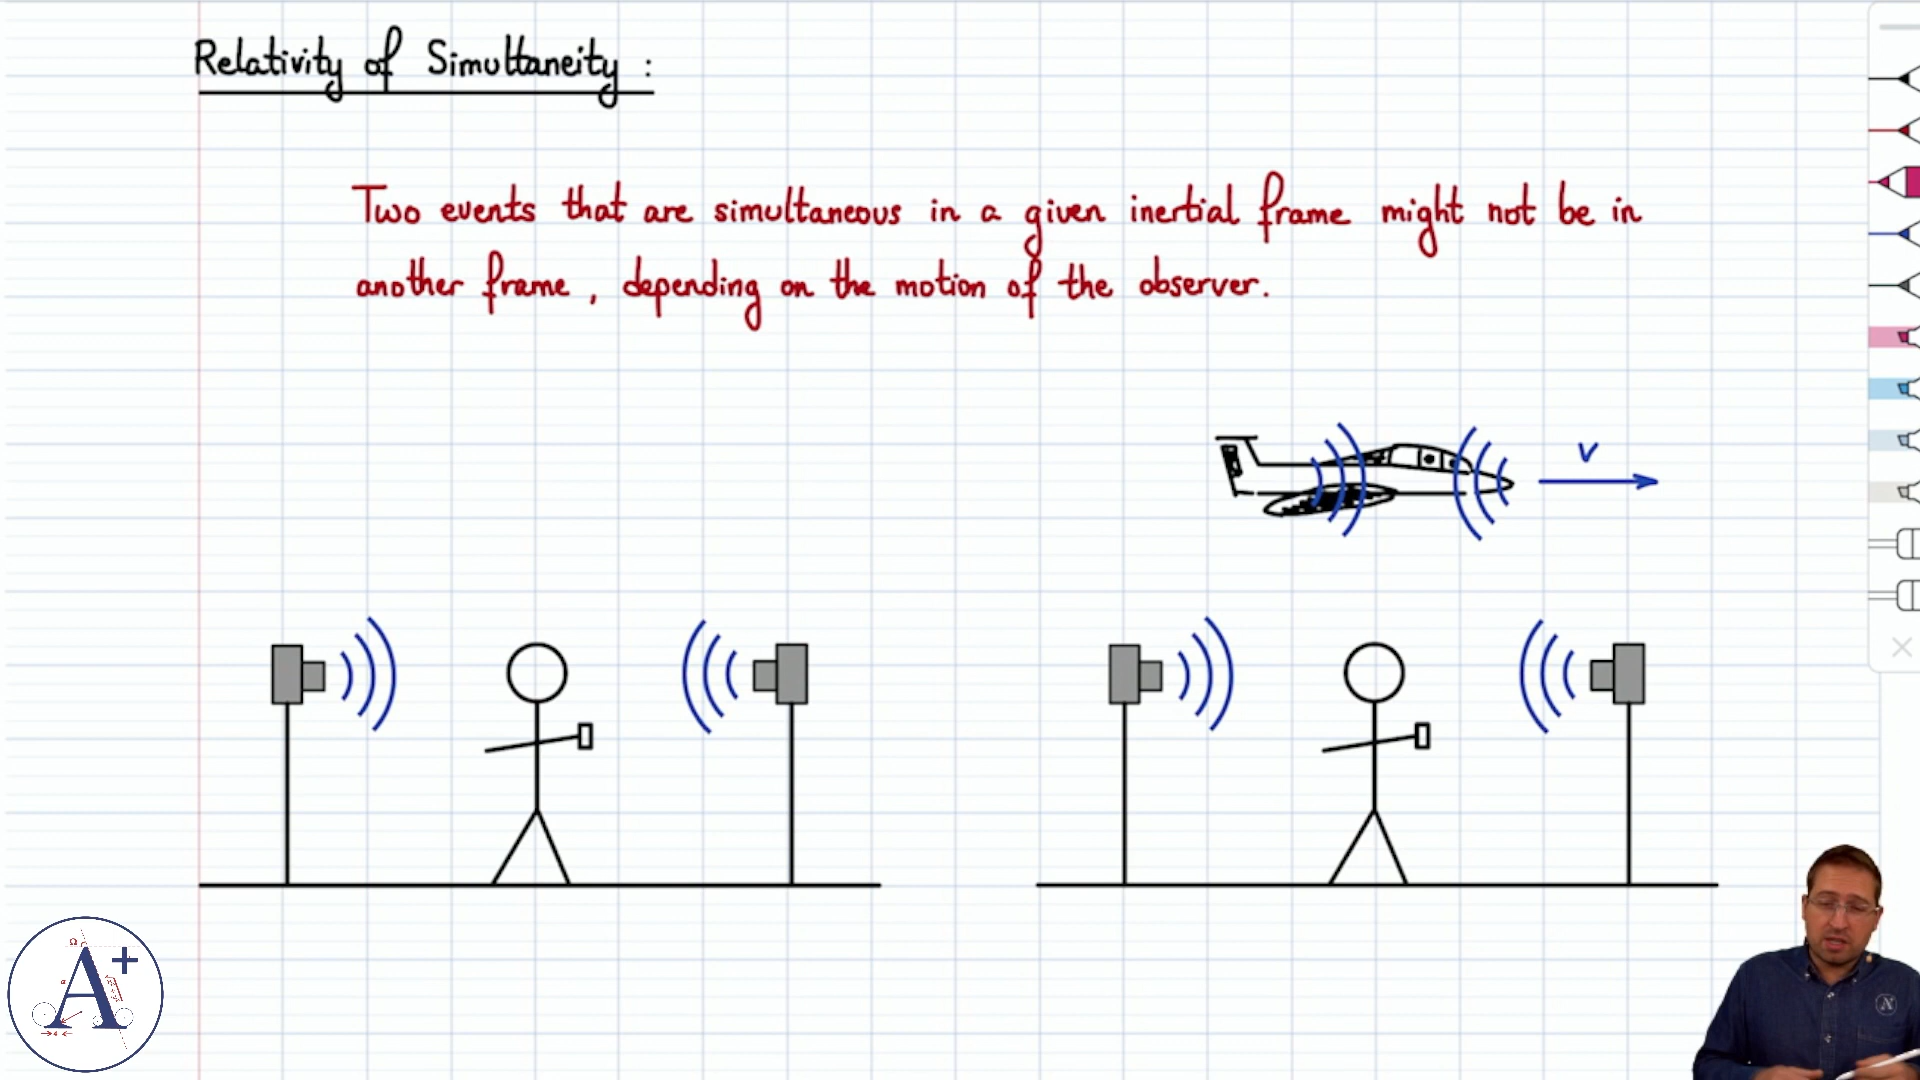 Relativity of Simultaneity :
Two events that are simultaneous in a given inertial frame might not be in
another frame, depending on the motion of the observer.
v
A+